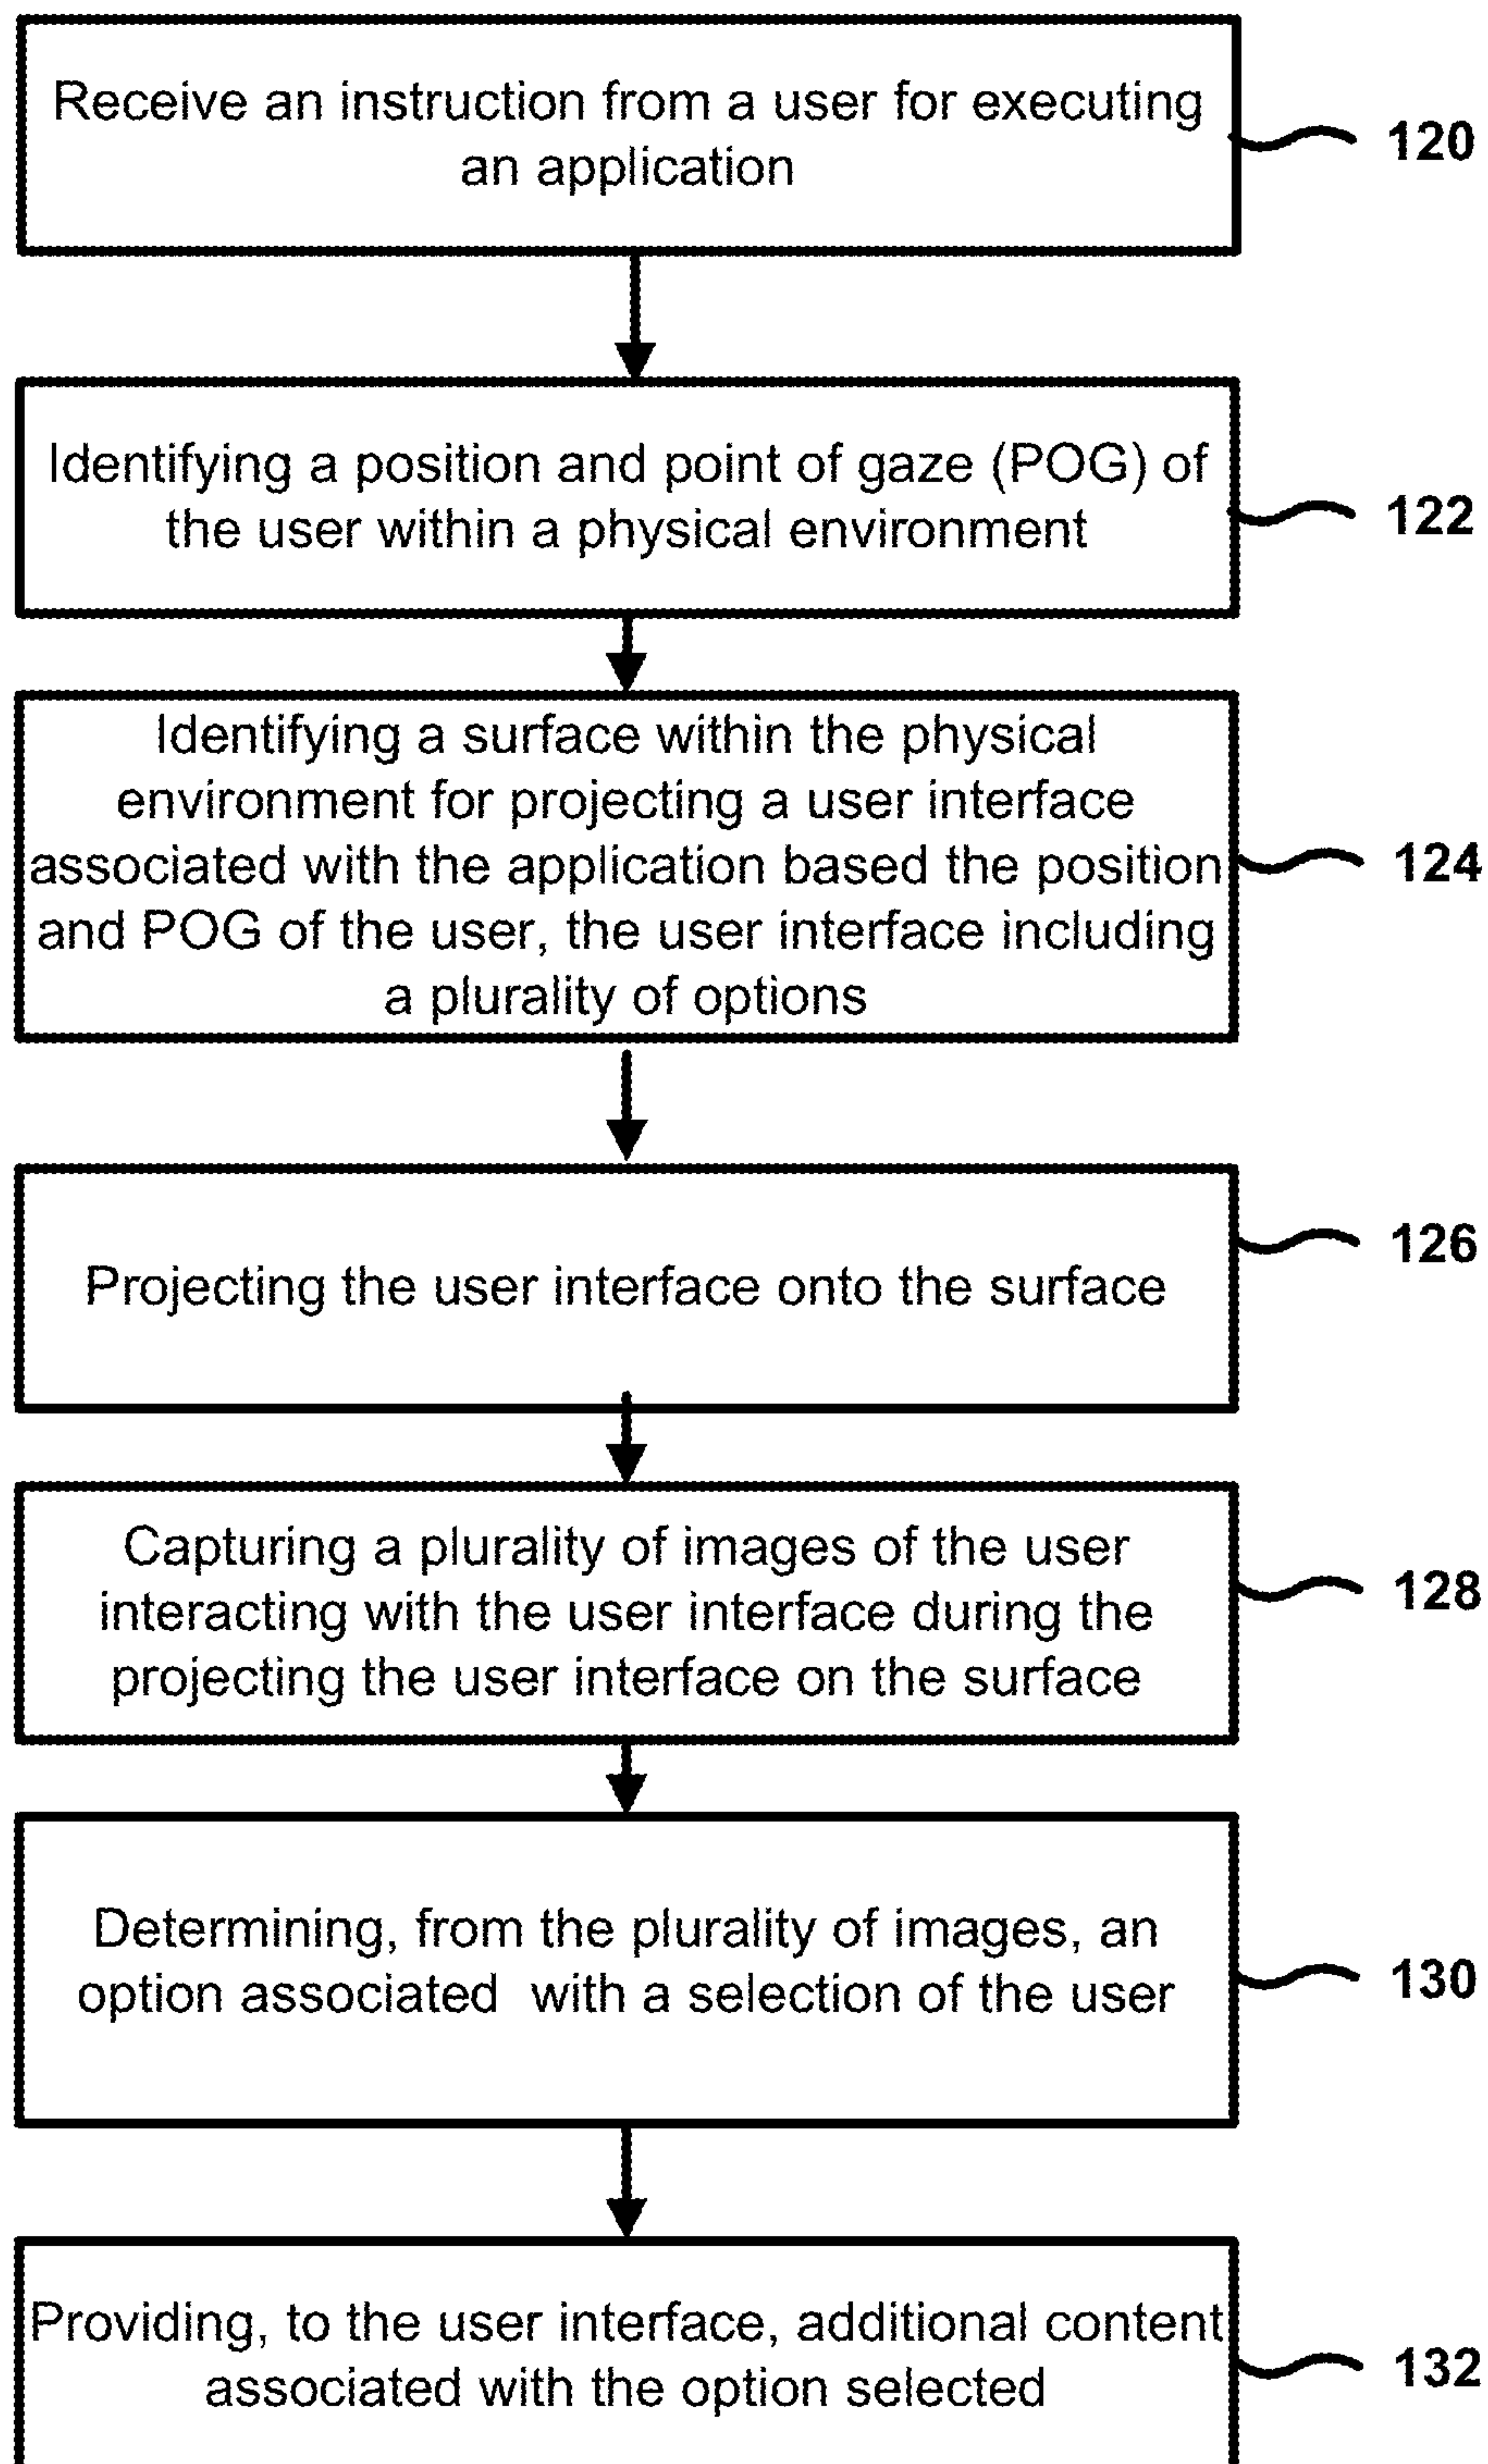 Receive an instruction from a user for executing
an application
120
Identifying a position and point of gaze (POG) of
the user within a physical environment
122
Identifying a surface within the physical
environment for projecting a user interface
associated with the application based the position
and POG of the user, the user interface including
a plurality of options
124
Projecting the user interface onto the surface
126
Capturing a plurality of images of the user
interacting with the user interface during the
projecting the user interface on the surface
128
Determining, from the plurality of images, an
option associated with a selection of the user
130
Providing, to the user interface, additional content
associated with the option selected
132